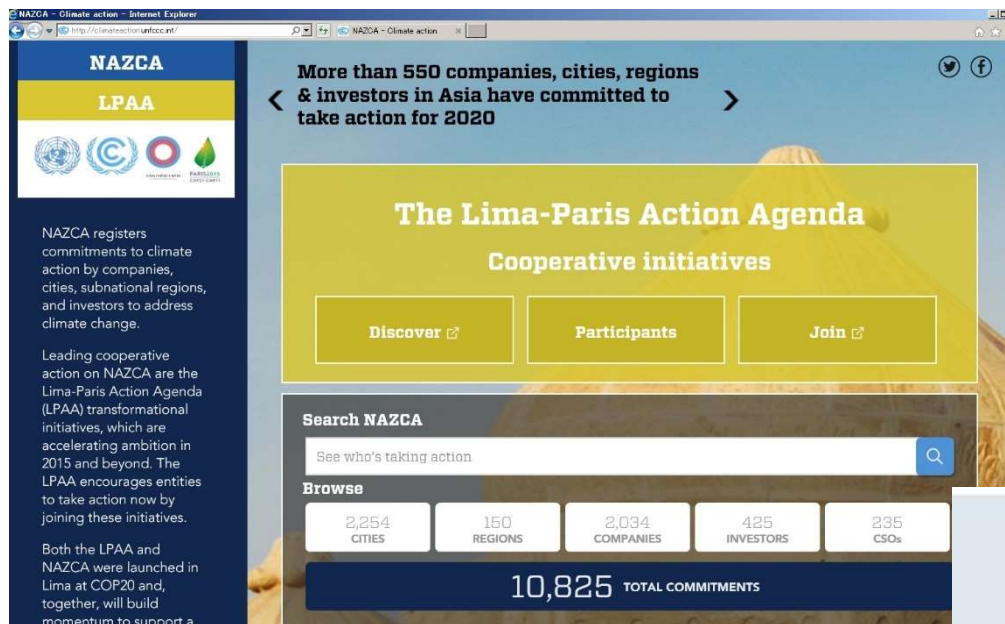 NAZCA - Climate action - Internet Explorer
http://climateaction.unfccc.int/
NAZCA - Climate action
NAZCA
LPAA
PARIS2015
NAZCA registers
commitments to climate
action by companies,
cities, subnational regions,
and investors to address
climate change.
Leading cooperative
action on NAZCA are the
Lima-Paris Action Agenda
(LPAA) transformational
initiatives, which are
accelerating ambition in
2015 and beyond. The
LPAA encourages entities
to take action now by
joining these initiatives.
Both the LPAA and
NAZCA were launched in
Lima at COP20 and,
together, will build
momentum to support a
More than 550 companies, cities, regions
& investors in Asia have committed to
take action for 2020
The Lima-Paris Action Agenda
Cooperative initiatives
Discover
Participants
Join
Search NAZCA
See who's taking action
Browse
2,254
CITIES
150
REGIONS
2,034
COMPANIES
425
INVESTORS
235
CSOs
10,825 TOTAL COMMITMENTS